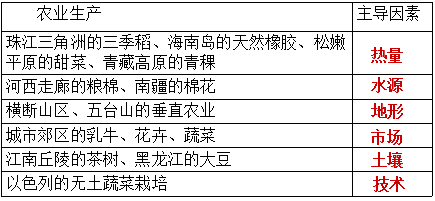 农业生产 主导因素
珠江三角洲的三季稻、海南岛的天然橡胶、松嫩
平原的甜菜、青藏高原的青稞 热量
河西走廊的粮棉、南疆的棉花 水源
横断山区、五台山的垂直农业 地形
城市郊区的乳牛、花卉、蔬菜 市场
江南丘陵的茶树、黑龙江的大豆 土壤
以色列的无土蔬菜栽培 技术